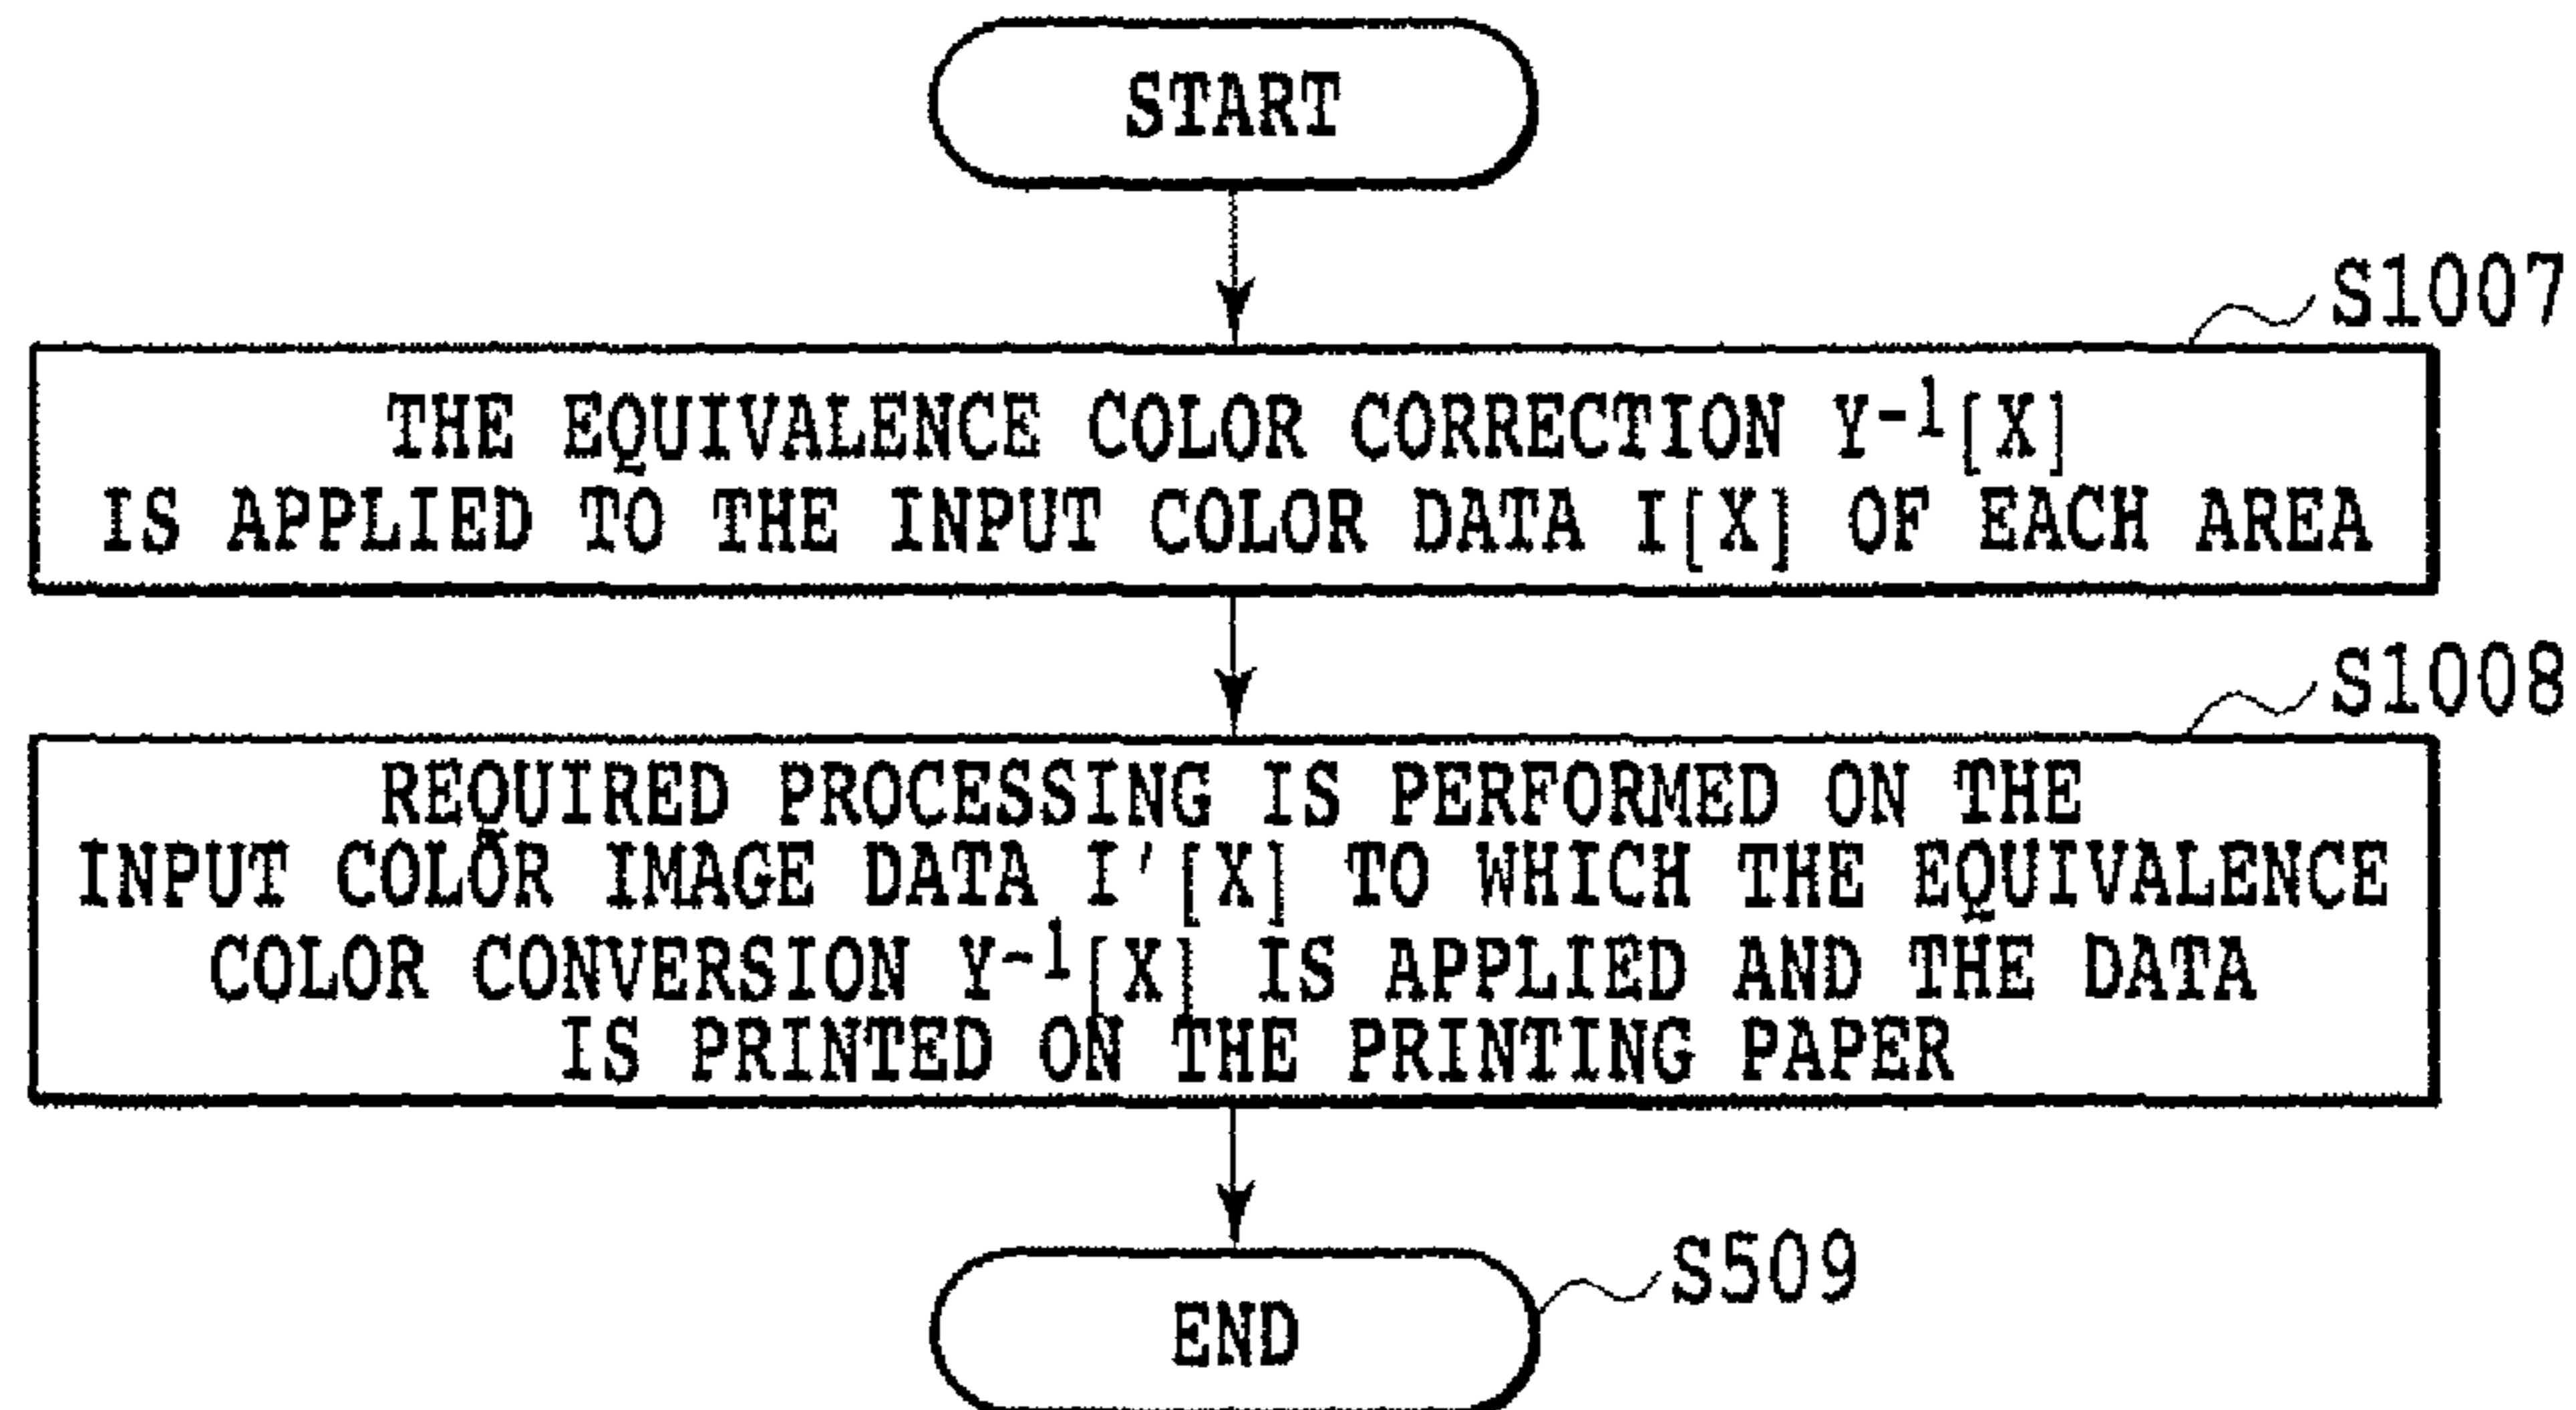 START
S1007
THE EQUIVALENCE COLOR CORRECTION Y⁻¹[X]
IS APPLIED TO THE INPUT COLOR DATA I[X] OF EACH AREA
S1008
REQUIRED PROCESSING IS PERFORMED ON THE
INPUT COLOR IMAGE DATA I'[X] TO WHICH THE EQUIVALENCE
COLOR CONVERSION Y⁻¹[X] IS APPLIED AND THE DATA
IS PRINTED ON THE PRINTING PAPER
S509
END